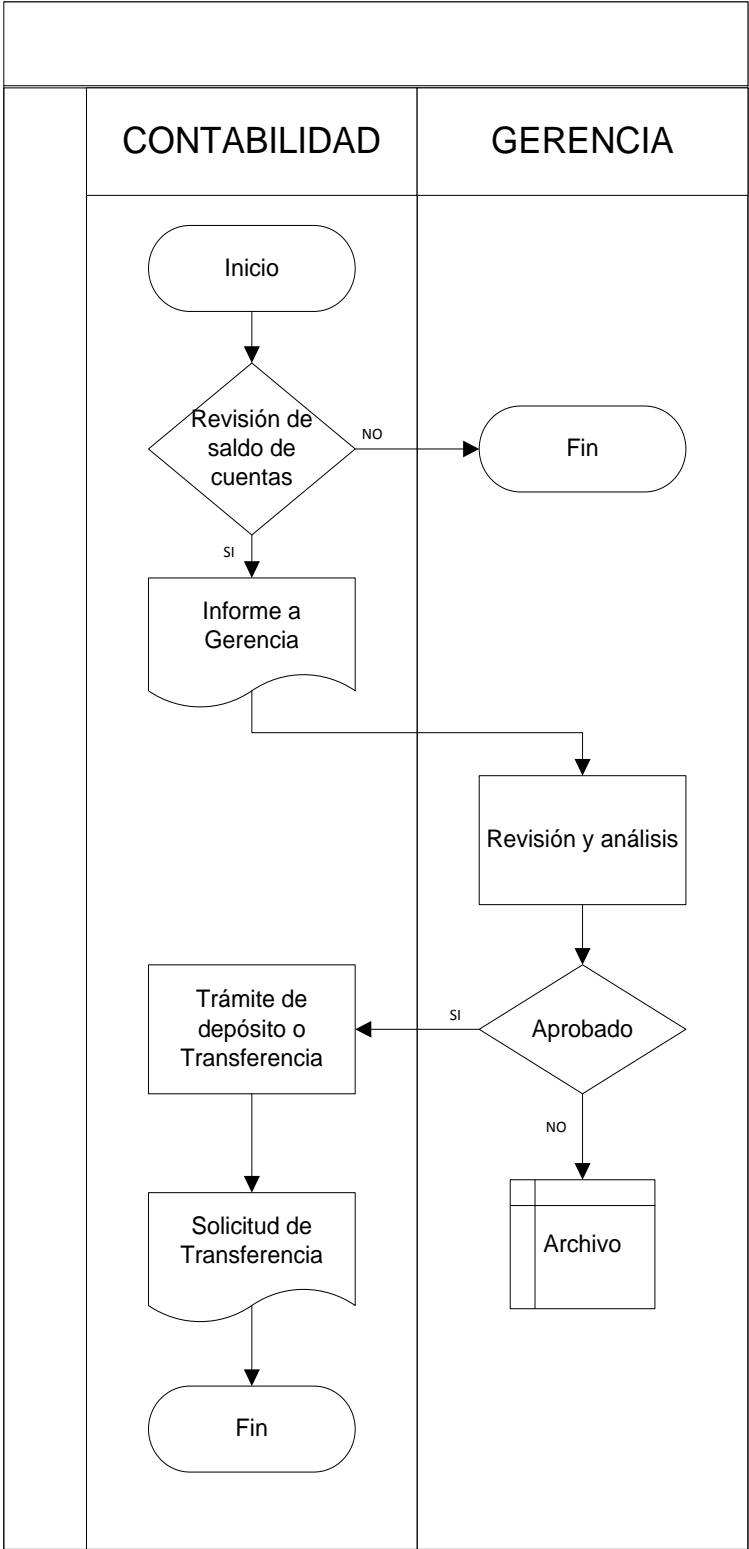 CONTABILIDAD
GERENCIA
Inicio
Revisión de
saldo de
cuentas
NO
Fin
SI
Informe a
Gerencia
Revisión y análisis
Trámite de
depósito o
Transferencia
SI
Aprobado
NO
Solicitud de
Transferencia
Archivo
Fin